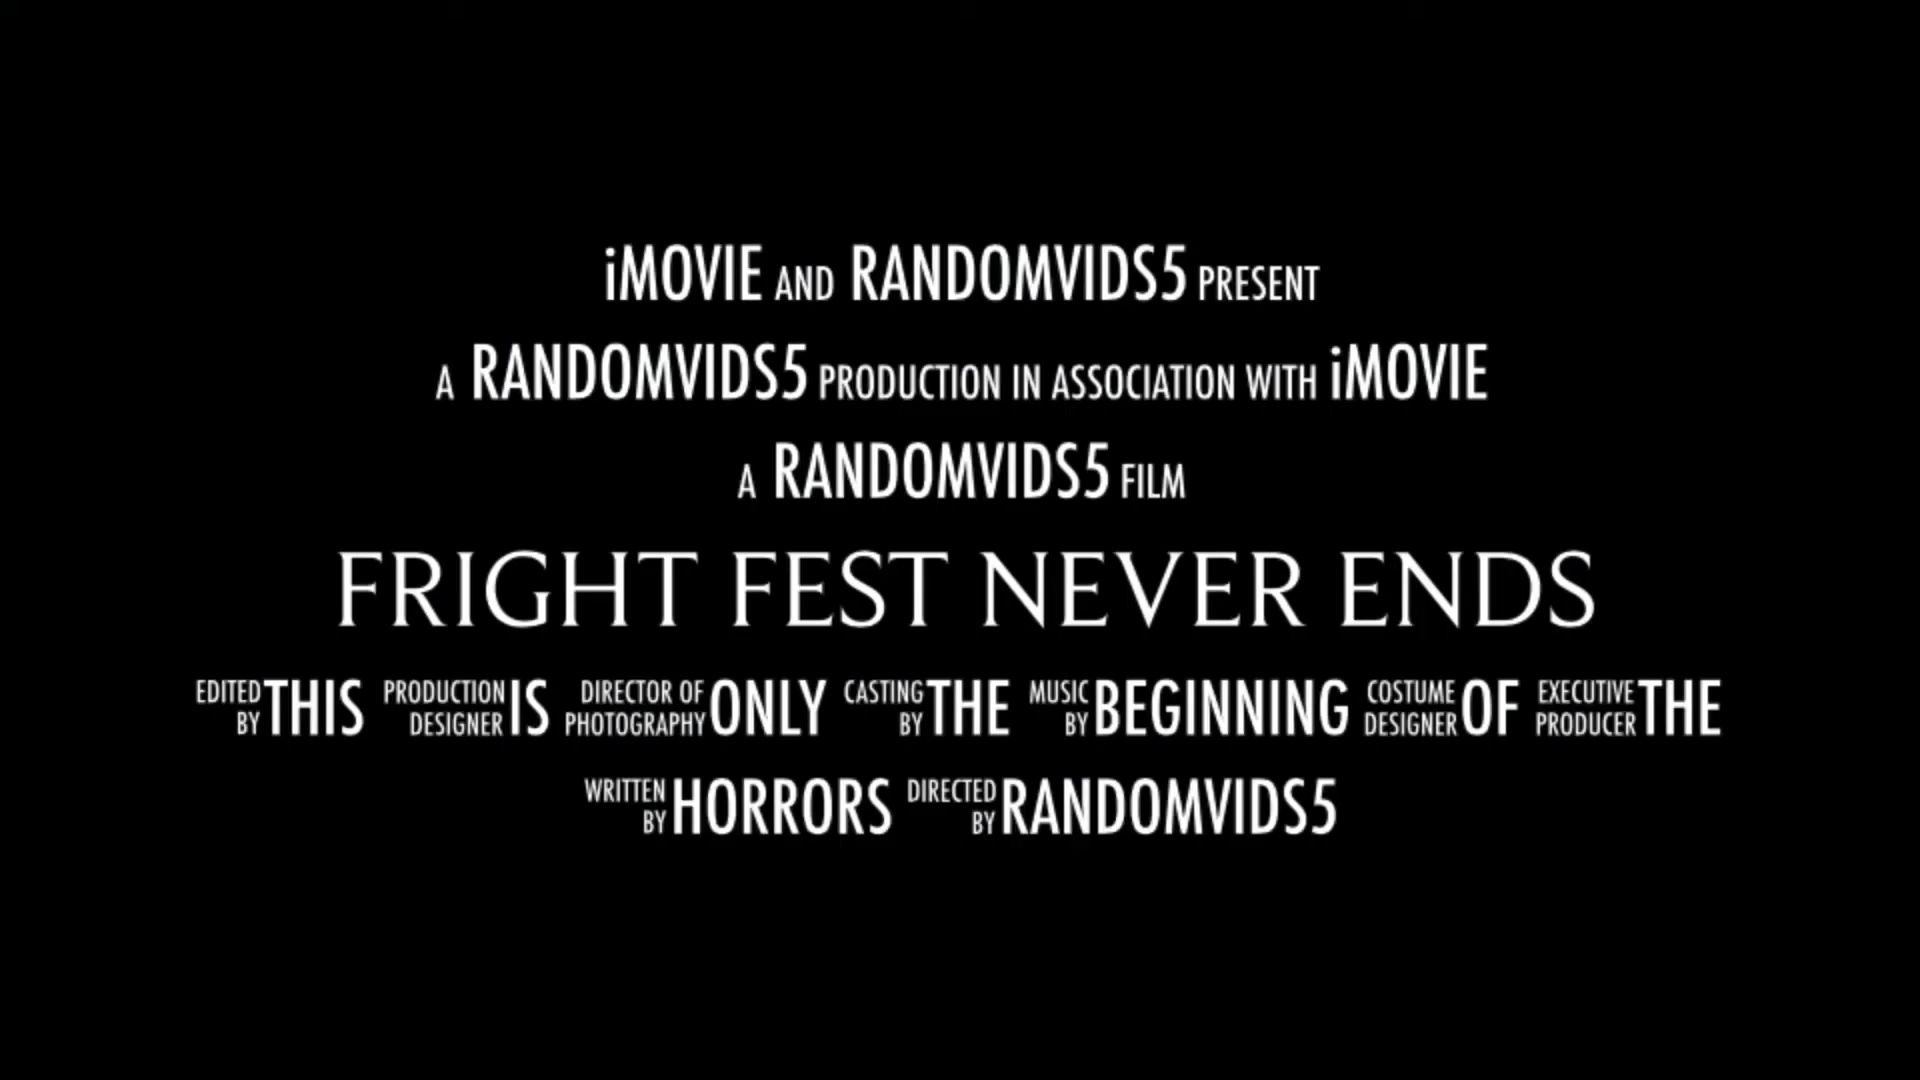 iMOVIE AND RANDOMVIDS5 PRESENT
A RANDOMVIDS5 PRODUCTION IN ASSOCIATION WITH iMOVIE
A RANDOMVIDS5 FILM
FRIGHT FEST NEVER ENDS
EDITED BY THIS PRODUCTION DESIGNER IS DIRECTOR OF PHOTOGRAPHY ONLY CASTING BY THE MUSIC BY BEGINNING COSTUME DESIGNER OF EXECUTIVE PRODUCER THE
WRITTEN BY HORRORS DIRECTED BY RANDOMVIDS5